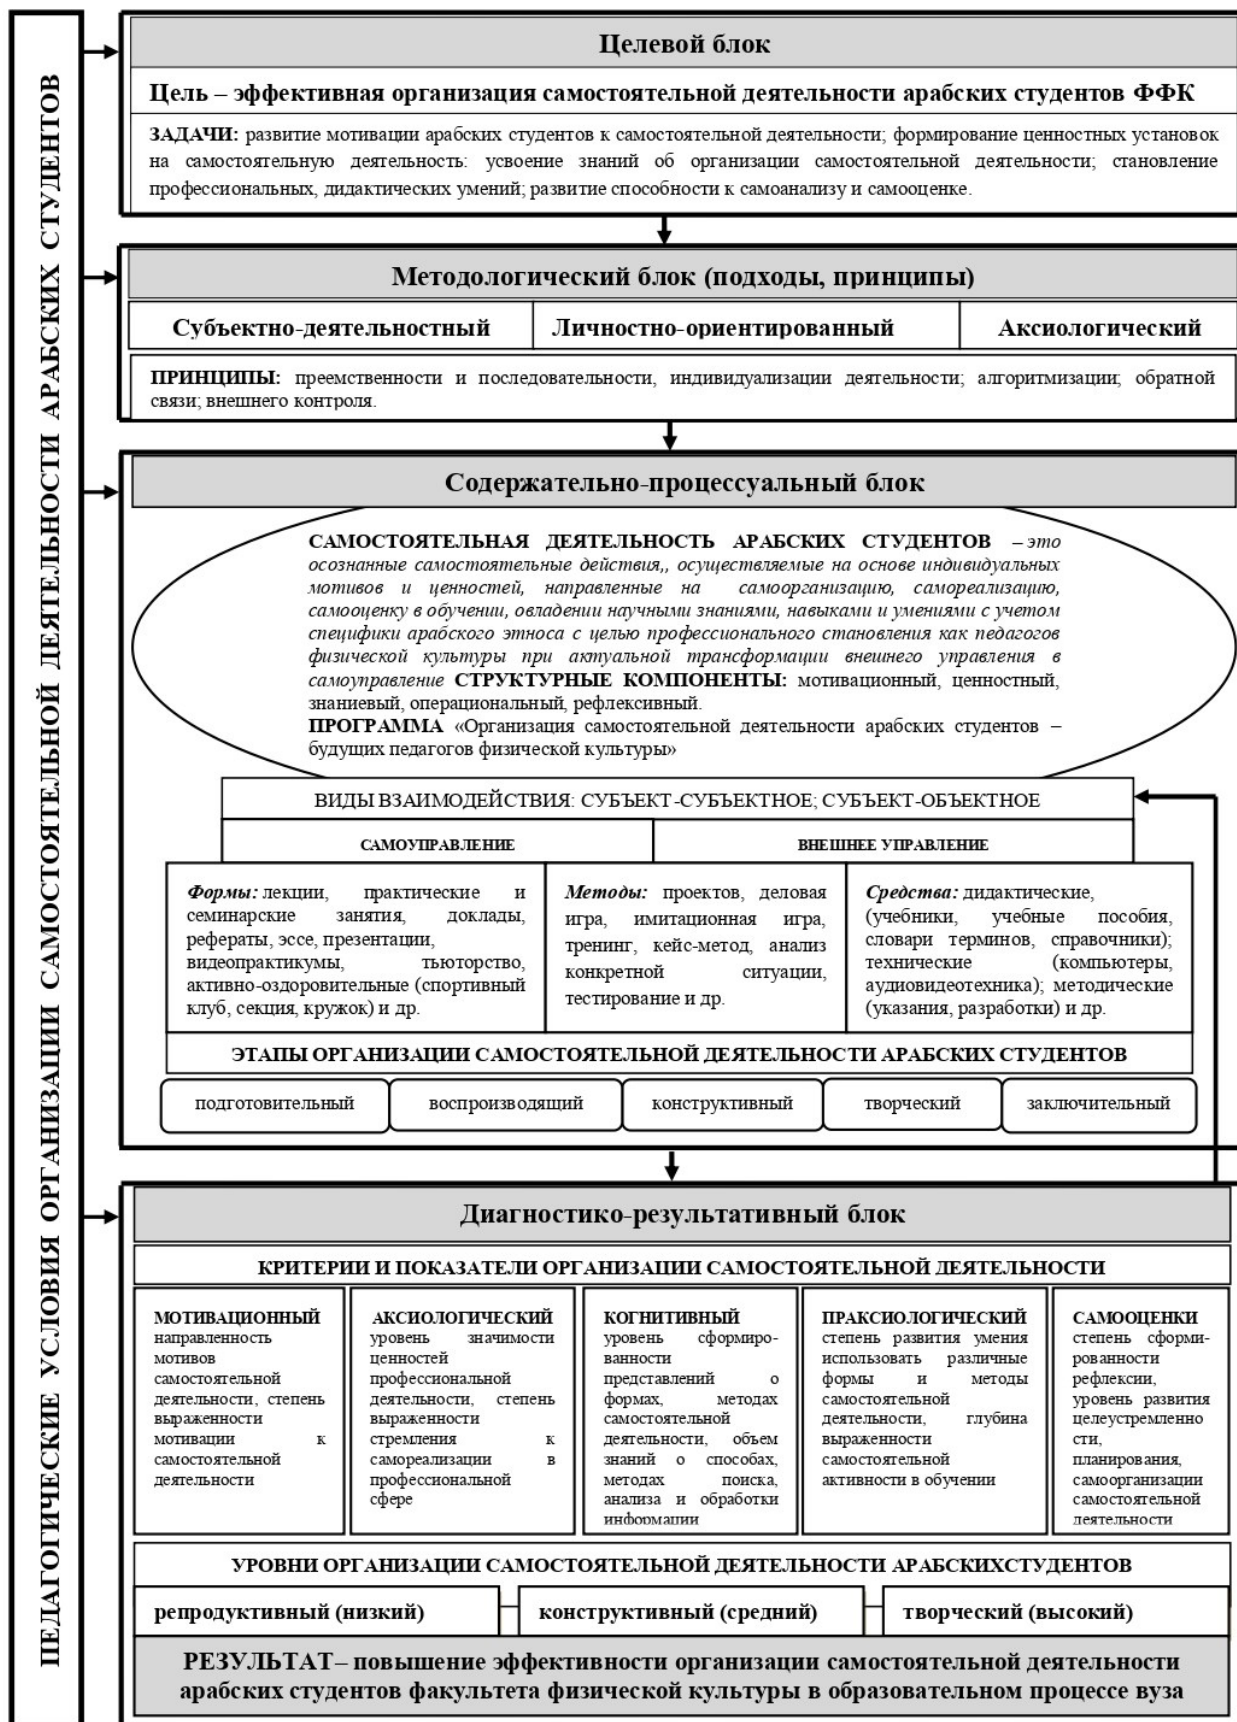 ПЕДАГОГИЧЕСКИЕ УСЛОВИЯ ОРГАНИЗАЦИИ САМОСТОЯТЕЛЬНОЙ ДЕЯТЕЛЬНОСТИ АРАБСКИХ СТУДЕНТОВ
Целевой блок
Цель – эффективная организация самостоятельной деятельности арабских студентов ФФК
ЗАДАЧИ: развитие мотивации арабских студентов к самостоятельной деятельности; формирование ценностных установок
на самостоятельную деятельность: усвоение знаний об организации самостоятельной деятельности; становление
профессиональных, дидактических умений; развитие способности к самоанализу и самооценке.
Методологический блок (подходы, принципы)
Субъектно-деятельностный
Личностно-ориентированный
Аксиологический
ПРИНЦИПЫ: преемственности и последовательности, индивидуализации деятельности; алгоритмизации; обратной
связи; внешнего контроля.
Содержательно-процессуальный блок
САМОСТОЯТЕЛЬНАЯ ДЕЯТЕЛЬНОСТЬ АРАБСКИХ СТУДЕНТОВ – это
осознанные самостоятельные действия,, осуществляемые на основе индивидуальных
мотивов и ценностей, направленные на самоорганизацию, самореализацию,
самооценку в обучении, овладении научными знаниями, навыками и умениями с учетом
специфики арабского этноса с целью профессионального становления как педагогов
физической культуры при актуальной трансформации внешнего управления в
самоуправление СТРУКТУРНЫЕ КОМПОНЕНТЫ: мотивационный, ценностный,
знаниевый, операциональный, рефлексивный.
ПРОГРАММА «Организация самостоятельной деятельности арабских студентов –
будущих педагогов физической культуры»
ВИДЫ ВЗАИМОДЕЙСТВИЯ: СУБЪЕКТ-СУБЪЕКТНОЕ; СУБЪЕКТ-ОБЪЕКТНОЕ
САМОУПРАВЛЕНИЕ
ВНЕШНЕЕ УПРАВЛЕНИЕ
Формы: лекции, практические и
семинарские занятия, доклады,
рефераты, эссе, презентации,
видеопрактикумы, тьюторство,
активно-оздоровительные (спортивный
клуб, секция, кружок) и др.
Методы: проектов, деловая
игра, имитационная игра,
тренинг, кейс-метод, анализ
конкретной ситуации,
тестирование и др.
Средства: дидактические,
(учебники, учебные пособия,
словари терминов, справочники);
технические (компьютеры,
аудиовидеотехника); методические
(указания, разработки) и др.
ЭТАПЫ ОРГАНИЗАЦИИ САМОСТОЯТЕЛЬНОЙ ДЕЯТЕЛЬНОСТИ АРАБСКИХ СТУДЕНТОВ
подготовительный
воспроизводящий
конструктивный
творческий
заключительный
Диагностико-результативный блок
КРИТЕРИИ И ПОКАЗАТЕЛИ ОРГАНИЗАЦИИ САМОСТОЯТЕЛЬНОЙ ДЕЯТЕЛЬНОСТИ
МОТИВАЦИОННЫЙ
направленность
мотивов
самостоятельной
деятельности, степень
выраженности
мотивации к
самостоятельной
деятельности
АКСИОЛОГИЧЕСКИЙ
уровень значимости
ценностей
профессиональной
деятельности, степень
выраженности
стремления к
самореализации в
профессиональной
сфере
КОГНИТИВНЫЙ
уровень сформиро-
ванности
представлений о
формах, методах
самостоятельной
деятельности, объем
знаний о способах,
методах поиска,
анализа и обработки
информации
ПРАКСИОЛОГИЧЕСКИЙ
степень развития умения
использовать различные
формы и методы
самостоятельной
деятельности, глубина
выраженности
самостоятельной
активности в обучении
САМООЦЕНКИ
степень сформи-
рованности
рефлексии,
уровень развития
целеустремленно
сти,
планирования,
самоорганизации
самостоятельной
деятельности
УРОВНИ ОРГАНИЗАЦИИ САМОСТОЯТЕЛЬНОЙ ДЕЯТЕЛЬНОСТИ АРАБСКИХСТУДЕНТОВ
репродуктивный (низкий)
конструктивный (средний)
творческий (высокий)
РЕЗУЛЬТАТ– повышение эффективности организации самостоятельной деятельности
арабских студентов факультета физической культуры в образовательном процессе вуза